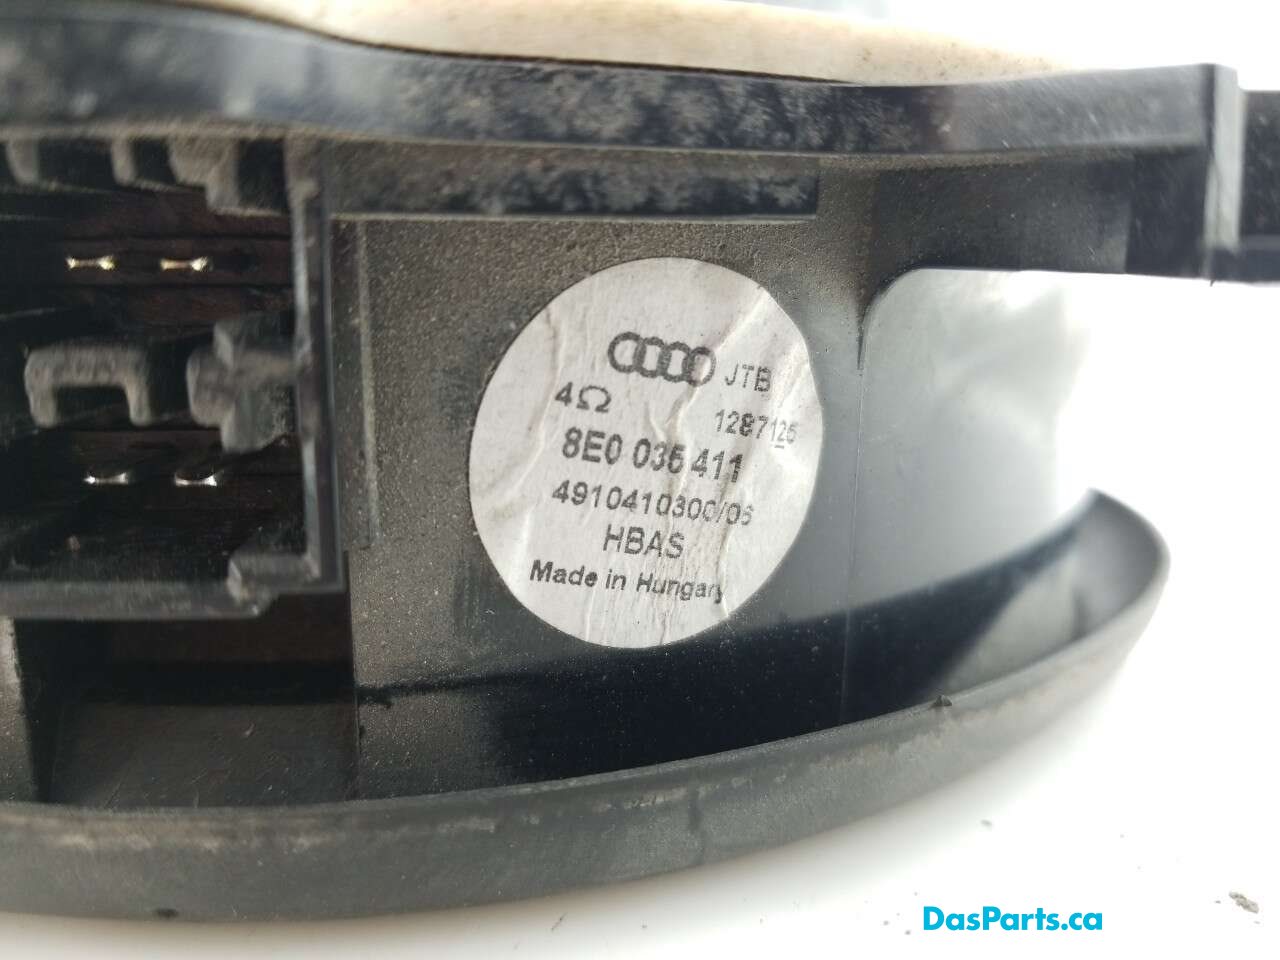 JTB
4Ω
1287125
8E0 035 411
4910410300/06
HBAS
Made in Hungary
DasParts.ca